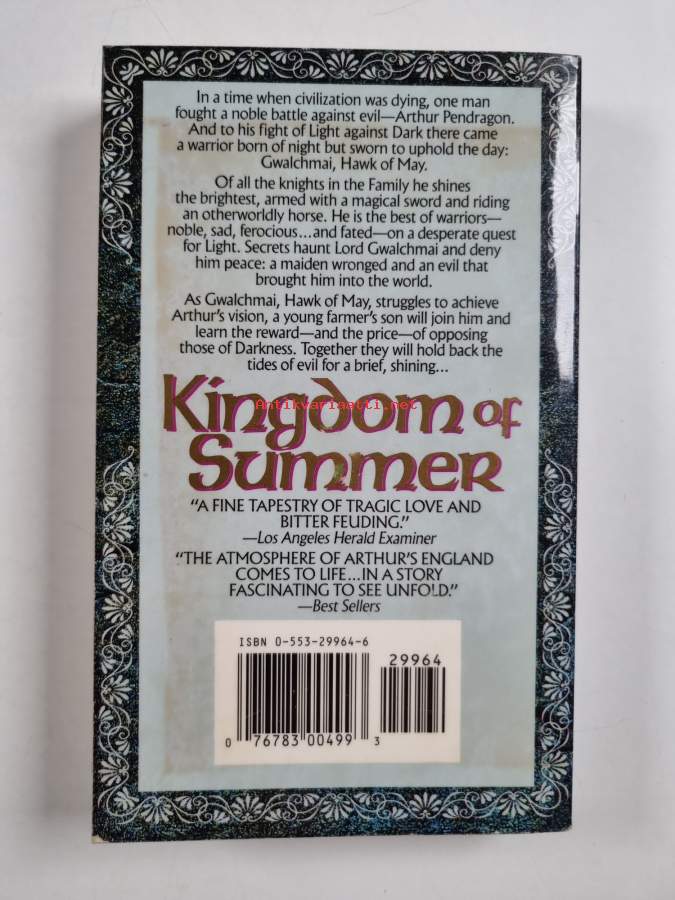 In a time when civilization was dying, one man
fought a noble battle against evil—Arthur Pendragon.
And to his fight of Light against Dark there came
a warrior born of night but sworn to uphold the day:
Gwalchmai, Hawk of May.
Of all the knights in the Family he shines
the brightest, armed with a magical sword and riding
an otherworldly horse. He is the best of warriors—
noble, sad, ferocious...and fated—on a desperate quest
for Light. Secrets haunt Lord Gwalchmai and deny
him peace: a maiden wronged and an evil that
brought him into the world.
As Gwalchmai, Hawk of May, struggles to achieve
Arthur's vision, a young farmer's son will join him and
learn the reward—and the price—of opposing
those of Darkness. Together they will hold back the
tides of evil for a brief, shining...
Kingdom of
Antikvariaatti.net
Summer
"A FINE TAPESTRY OF TRAGIC LOVE AND
BITTER FEUDING."
—Los Angeles Herald Examiner
"THE ATMOSPHERE OF ARTHUR'S ENGLAND
COMES TO LIFE...IN A STORY
FASCINATING TO SEE UNFOLD."
—Best Sellers
ISBN 0-553-29964-6
29964
0 76783 00499 3